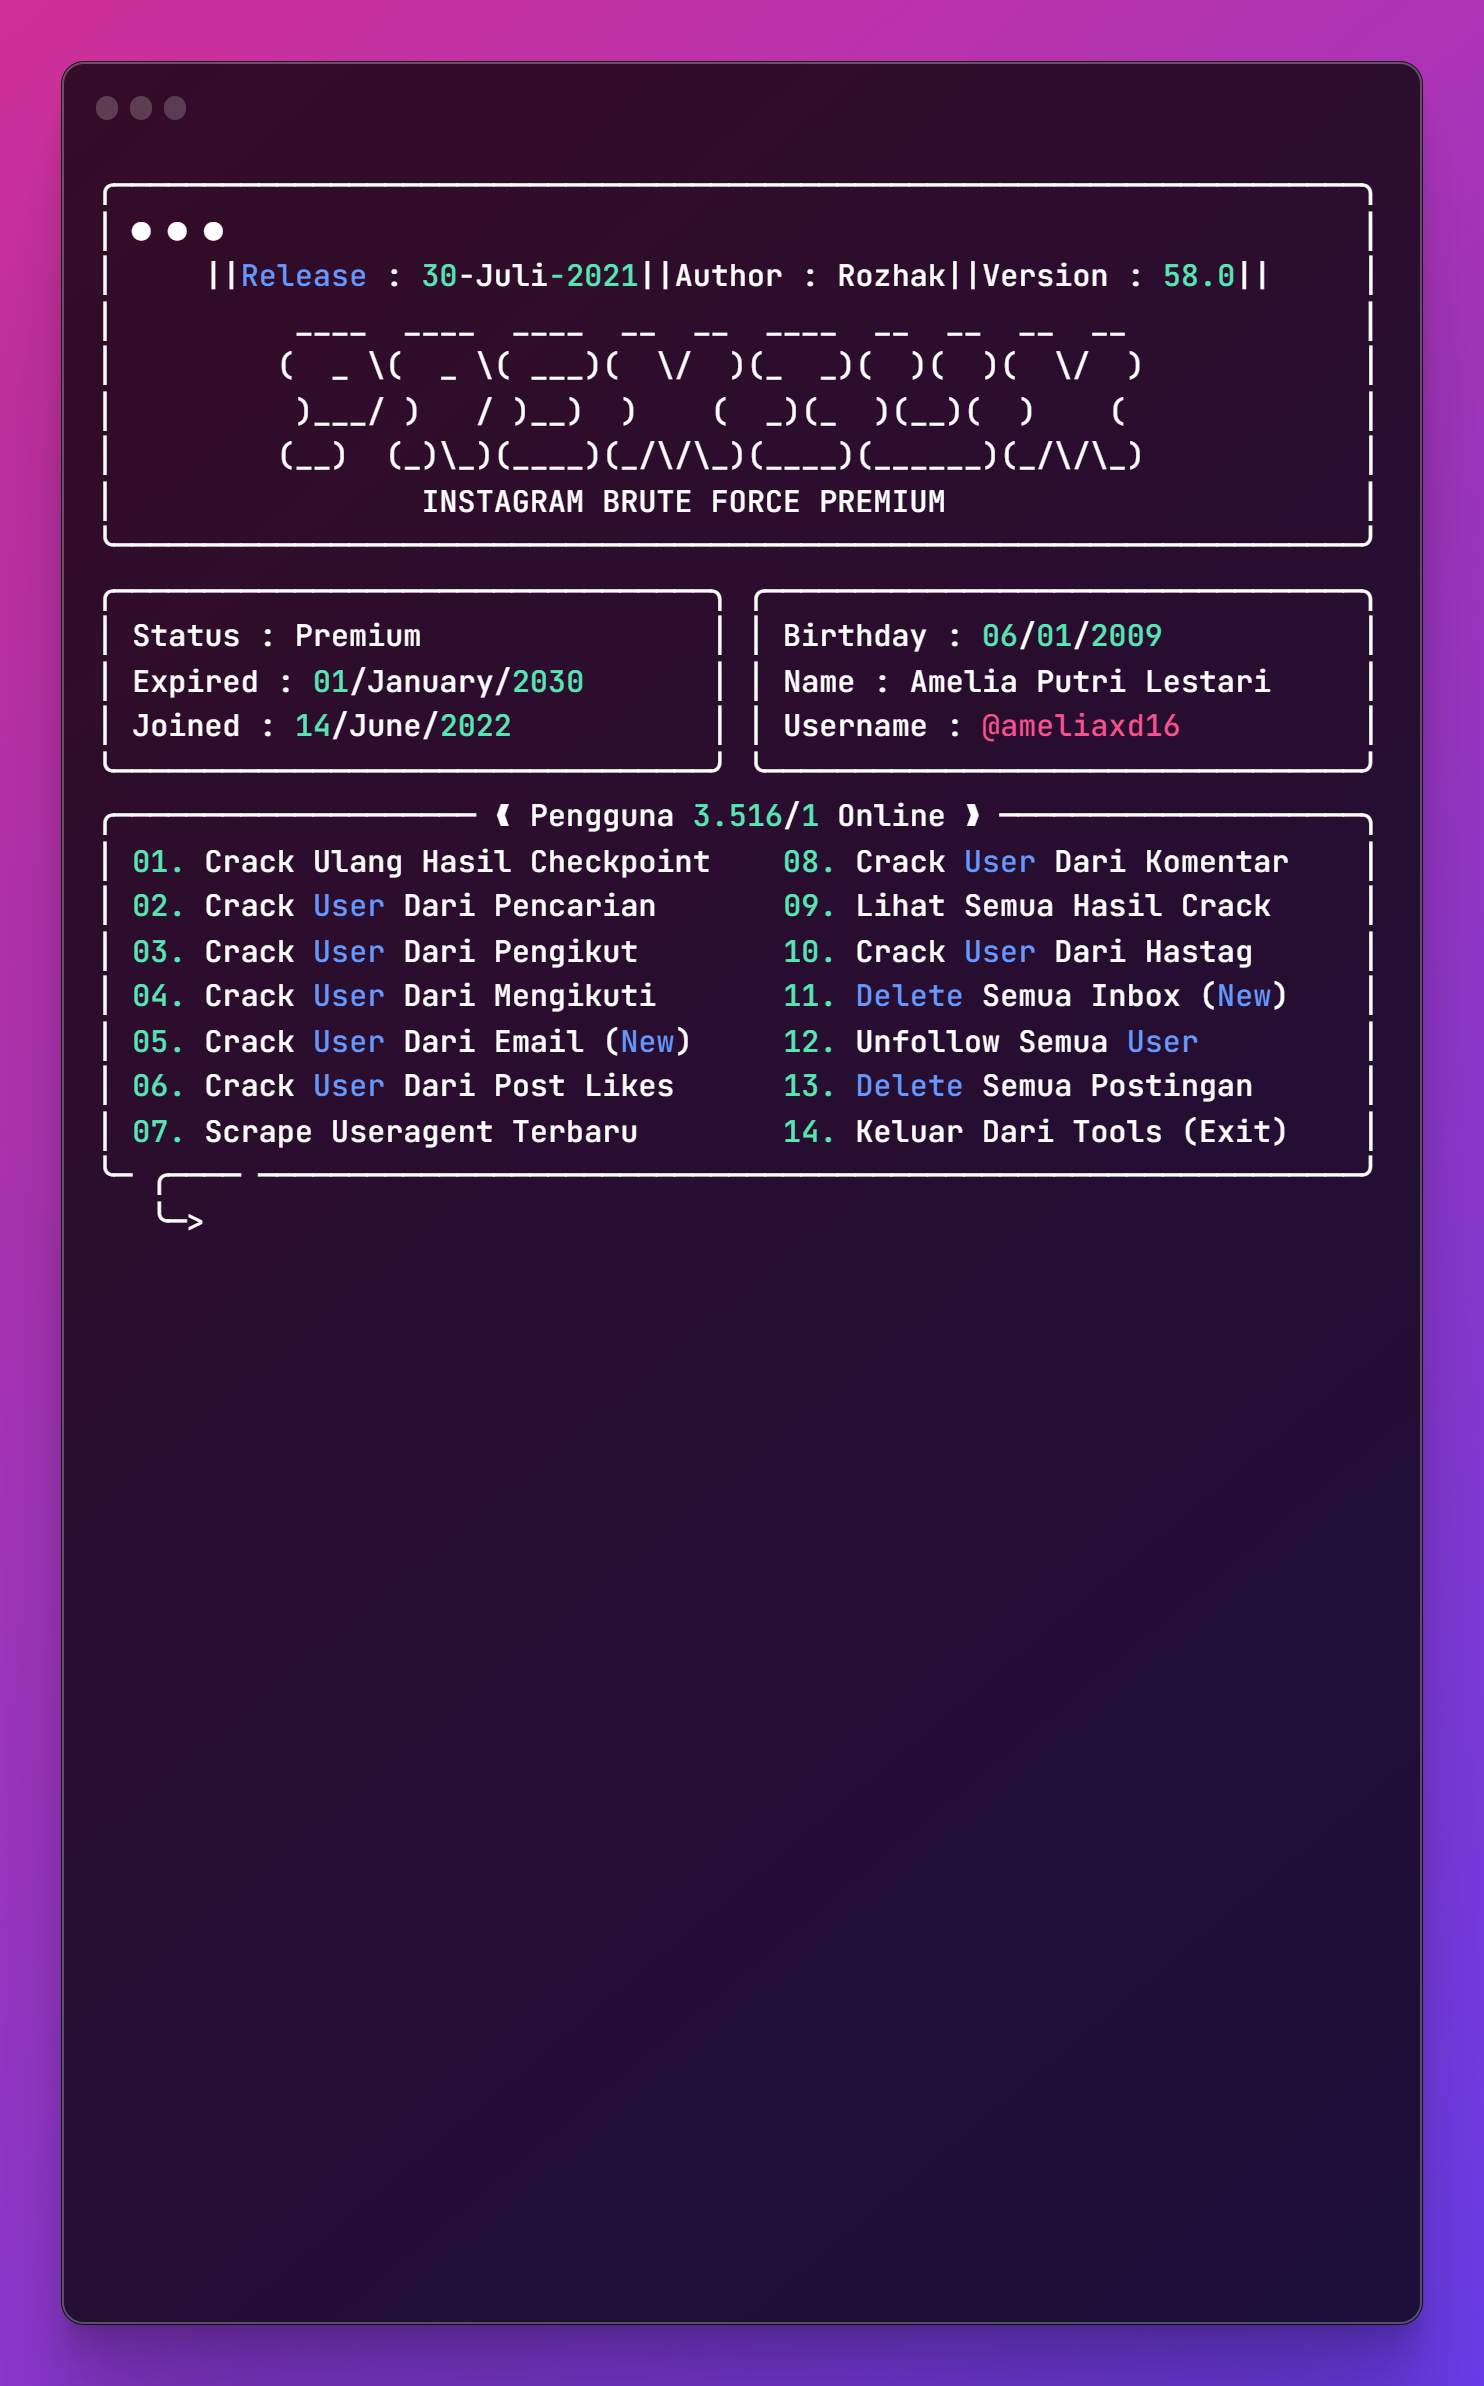 ||Release : 30-Juli-2021||Author : Rozhak||Version : 58.0||
 ____  ____  ____  __  __  ____  __  __  __  __
(  _ \(  _ \( ___)(  \/  )(_  _)(  )(  )(  \/  )
 )___/ )   / )__)  )    (  _)(_  )(__)(  )    (
(__)  (_)\_)(____)(_/\/\_)(____)(______)(_/\/\_)
INSTAGRAM BRUTE FORCE PREMIUM
Status : Premium
Expired : 01/January/2030
Joined : 14/June/2022
Birthday : 06/01/2009
Name : Amelia Putri Lestari
Username : @ameliaxd16
❰ Pengguna 3.516/1 Online ❱
01. Crack Ulang Hasil Checkpoint
02. Crack User Dari Pencarian
03. Crack User Dari Pengikut
04. Crack User Dari Mengikuti
05. Crack User Dari Email (New)
06. Crack User Dari Post Likes
07. Scrape Useragent Terbaru
08. Crack User Dari Komentar
09. Lihat Semua Hasil Crack
10. Crack User Dari Hastag
11. Delete Semua Inbox (New)
12. Unfollow Semua User
13. Delete Semua Postingan
14. Keluar Dari Tools (Exit)
╰─>